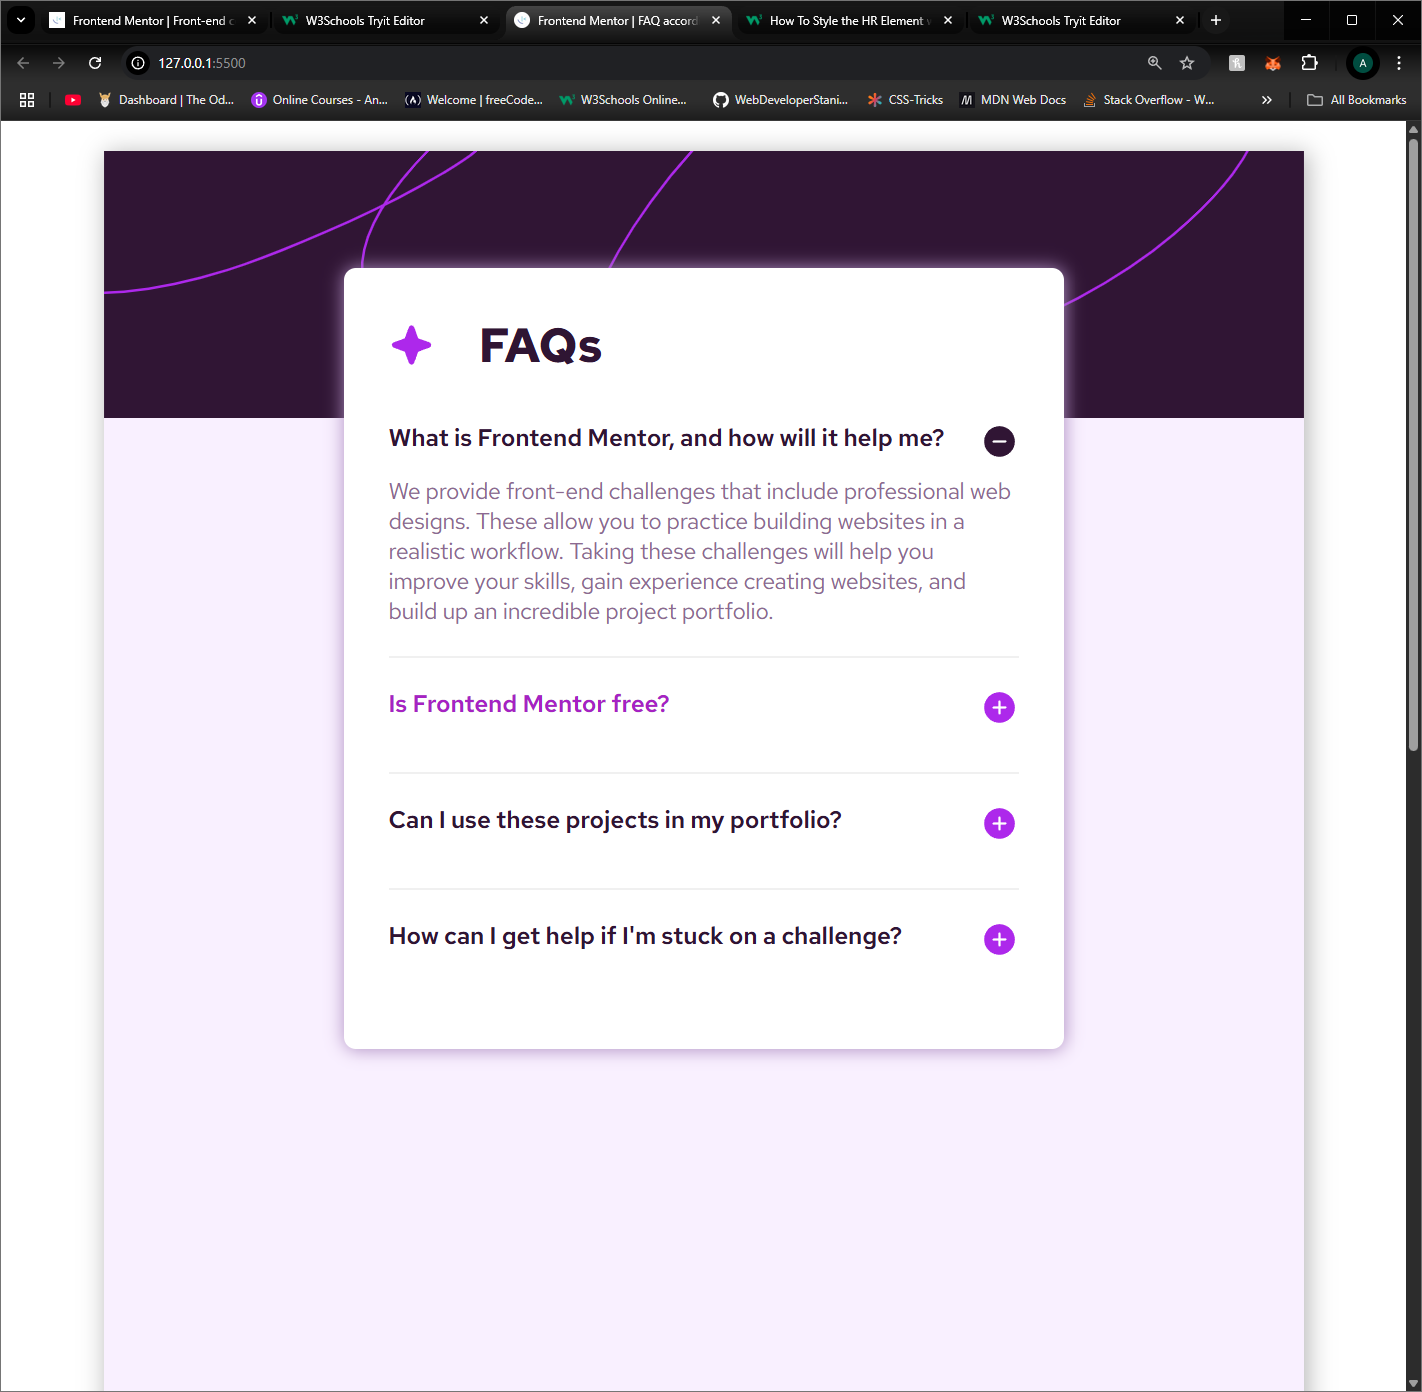 Frontend Mentor | Front-end c
W3Schools Tryit Editor
Frontend Mentor | FAQ accord
How To Style the HR Element w
W3Schools Tryit Editor
127.0.0.1:5500
A
Dashboard | The Od...
Online Courses - An...
Welcome | freeCode...
W3Schools Online...
WebDeveloperStani...
CSS-Tricks
MDN Web Docs
Stack Overflow - W...
»
All Bookmarks
FAQs
What is Frontend Mentor, and how will it help me?
We provide front-end challenges that include professional web
designs. These allow you to practice building websites in a
realistic workflow. Taking these challenges will help you
improve your skills, gain experience creating websites, and
build up an incredible project portfolio.
Is Frontend Mentor free?
Can I use these projects in my portfolio?
How can I get help if I'm stuck on a challenge?